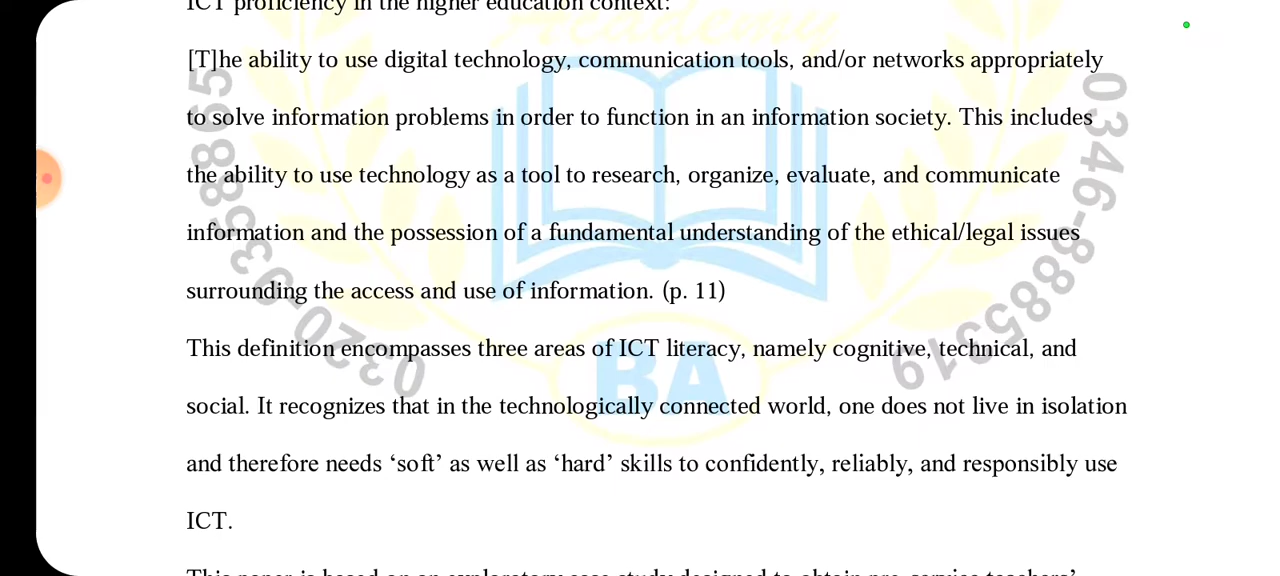 ICT proficiency in the higher education context:
Academy
[T]he ability to use digital technology, communication tools, and/or networks appropriately
to solve information problems in order to function in an information society. This includes
the ability to use technology as a tool to research, organize, evaluate, and communicate
information and the possession of a fundamental understanding of the ethical/legal issues
surrounding the access and use of information. (p. 11)
This definition encompasses three areas of ICT literacy, namely cognitive, technical, and
social. It recognizes that in the technologically connected world, one does not live in isolation
and therefore needs ‘soft’ as well as ‘hard’ skills to confidently, reliably, and responsibly use
ICT.
This paper is based on an exploratory case study designed to obtain pre-service teachers’
BA
0346-8885319